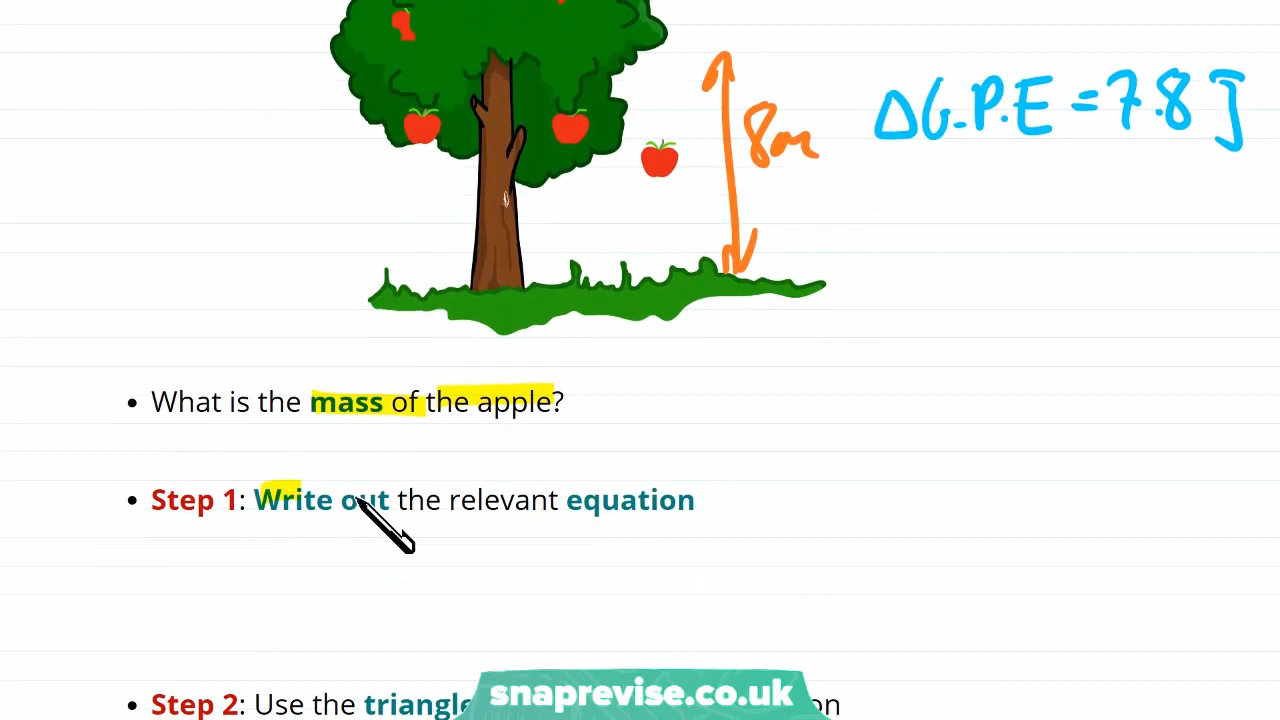 ΔG.P.E = 7.8 J
8m
• What is the mass of the apple?
• Step 1: Write out the relevant equation
• Step 2: Use the triangle on
snaprevise.co.uk